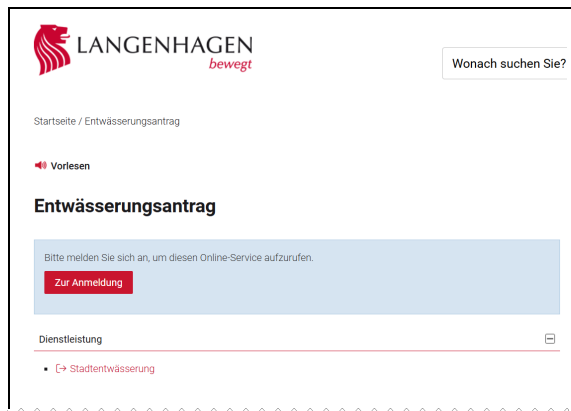 LANGENHAGEN
bewegt
Wonach suchen Sie?
Startseite / Entwässerungsantrag
Vorlesen
Entwässerungsantrag
Bitte melden Sie sich an, um diesen Online-Service aufzurufen.
Zur Anmeldung
Dienstleistung
Stadtentwässerung